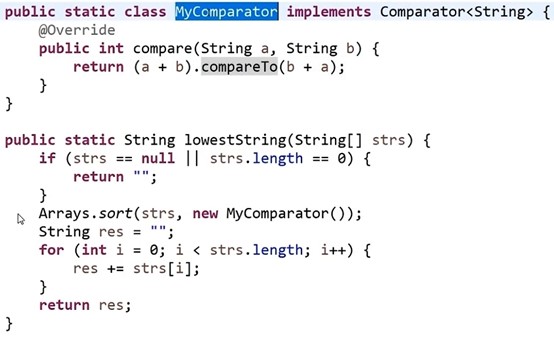 public static class MyComparator implements Comparator<String> {
    @Override
    public int compare(String a, String b) {
        return (a + b).compareTo(b + a);
    }
}

public static String lowestString(String[] strs) {
    if (strs == null || strs.length == 0) {
        return "";
    }
    Arrays.sort(strs, new MyComparator());
    String res = "";
    for (int i = 0; i < strs.length; i++) {
        res += strs[i];
    }
    return res;
}